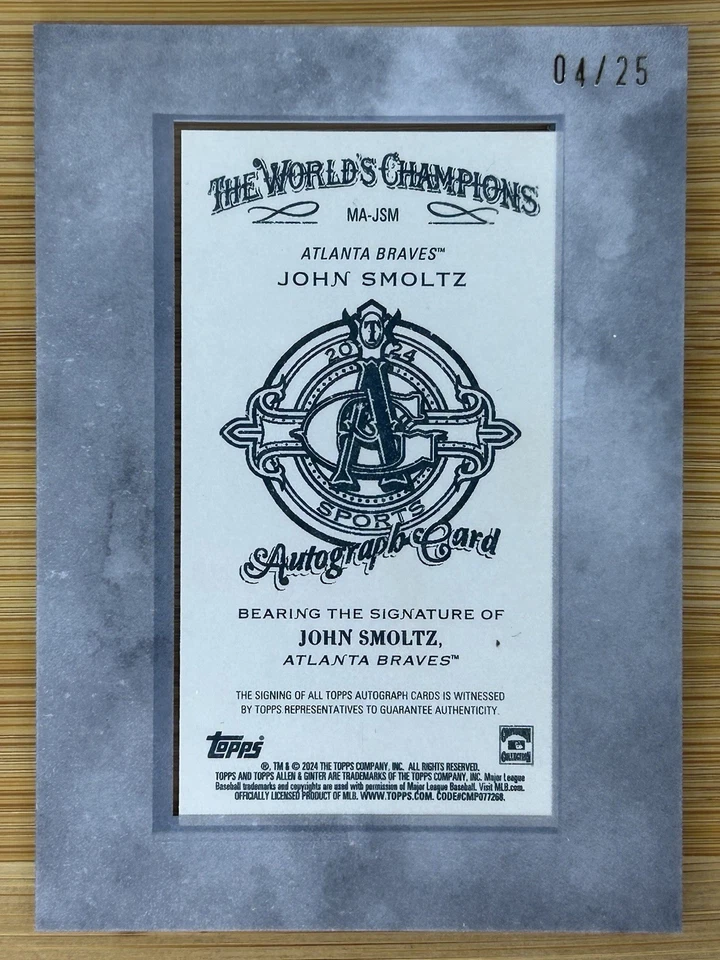 04/25
THE WORLD'S CHAMPIONS
MA-JSM
ATLANTA BRAVES™
JOHN SMOLTZ
T
2024
A&G
SPORTS
Autograph Card
BEARING THE SIGNATURE OF
JOHN SMOLTZ,
ATLANTA BRAVES™
THE SIGNING OF ALL TOPPS AUTOGRAPH CARDS IS WITNESSED
BY TOPPS REPRESENTATIVES TO GUARANTEE AUTHENTICITY.
topps®
®, TM & © 2024 THE TOPPS COMPANY, INC. ALL RIGHTS RESERVED.
TOPPS AND TOPPS ALLEN & GINTER ARE TRADEMARKS OF THE TOPPS COMPANY, INC. Major League
Baseball trademarks and copyrights are used with permission of Major League Baseball. Visit MLB.com.
OFFICIALLY LICENSED PRODUCT OF MLB. WWW.TOPPS.COM. CODE#CMP077268.